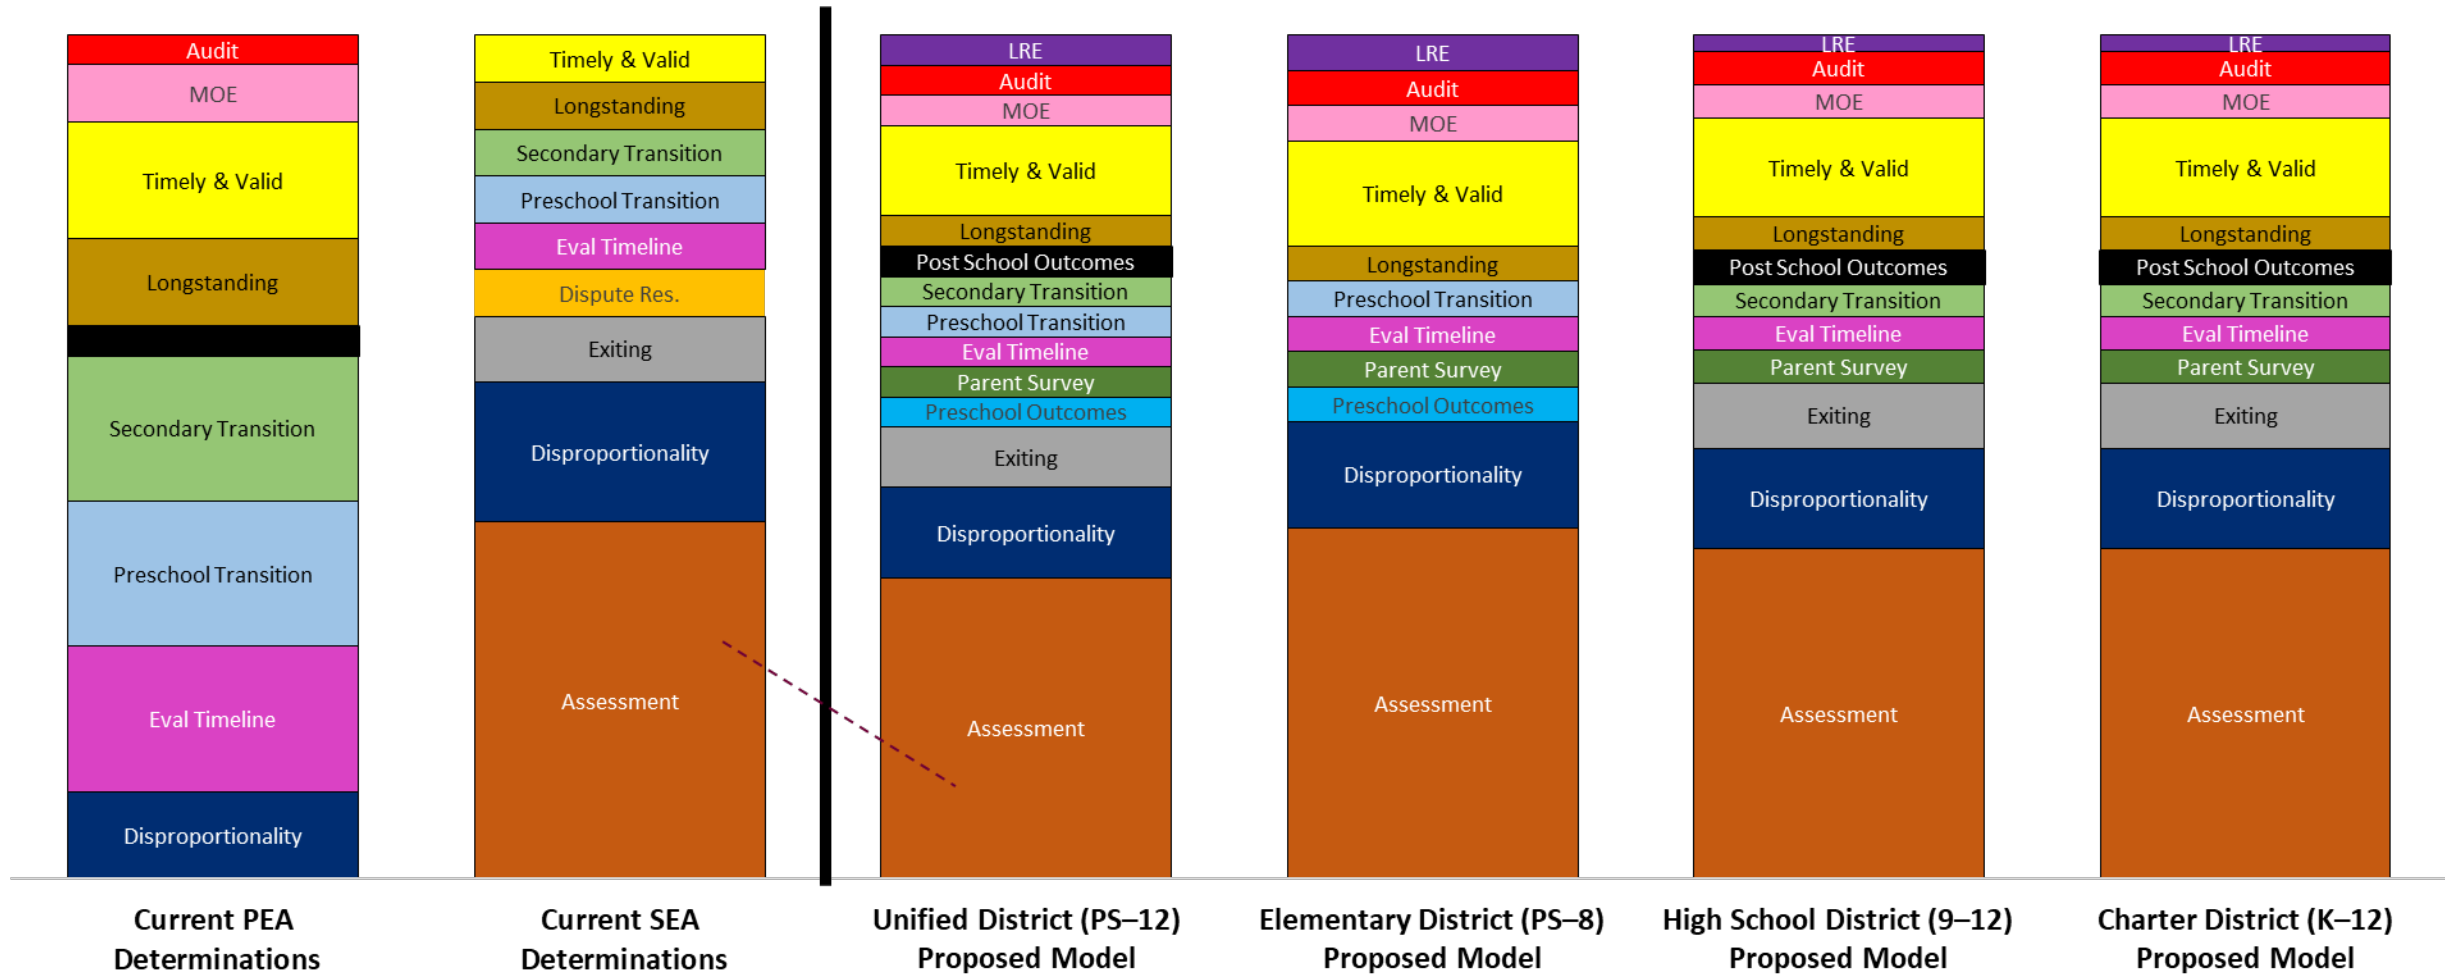 Audit
MOE
Timely & Valid
Longstanding
Secondary Transition
Preschool Transition
Eval Timeline
Disproportionality
Current PEA
Determinations
Timely & Valid
Longstanding
Secondary Transition
Preschool Transition
Eval Timeline
Dispute Res.
Exiting
Disproportionality
Assessment
Current SEA
Determinations
LRE
Audit
MOE
Timely & Valid
Longstanding
Post School Outcomes
Secondary Transition
Preschool Transition
Eval Timeline
Parent Survey
Preschool Outcomes
Exiting
Disproportionality
Assessment
Unified District (PS–12)
Proposed Model
LRE
Audit
MOE
Timely & Valid
Longstanding
Preschool Transition
Eval Timeline
Parent Survey
Preschool Outcomes
Disproportionality
Assessment
Elementary District (PS–8)
Proposed Model
LRE
Audit
MOE
Timely & Valid
Longstanding
Post School Outcomes
Secondary Transition
Eval Timeline
Parent Survey
Exiting
Disproportionality
Assessment
High School District (9–12)
Proposed Model
LRE
Audit
MOE
Timely & Valid
Longstanding
Post School Outcomes
Secondary Transition
Eval Timeline
Parent Survey
Exiting
Disproportionality
Assessment
Charter District (K–12)
Proposed Model